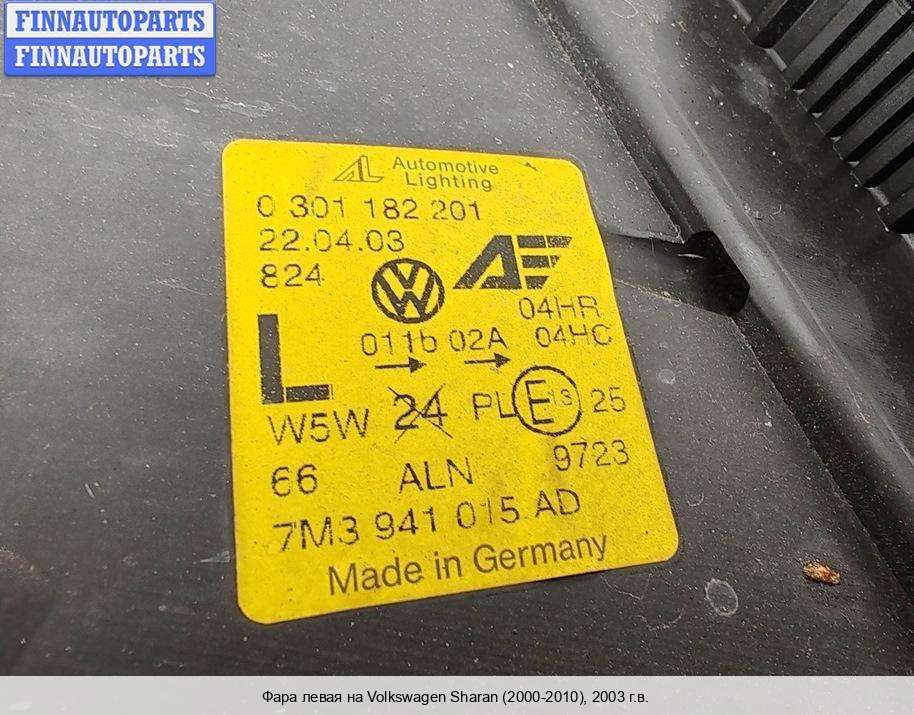 FINNAUTOPARTS
FINNAUTOPARTS
AL Automotive
Lighting
0 301 182 201
22.04.03
824
VW
04HR
011b 02A 04HC
L
W5W 24 PL E 13 25
66 ALN 9723
7M3 941 015 AD
Made in Germany
Фара левая на Volkswagen Sharan (2000-2010), 2003 г.в.